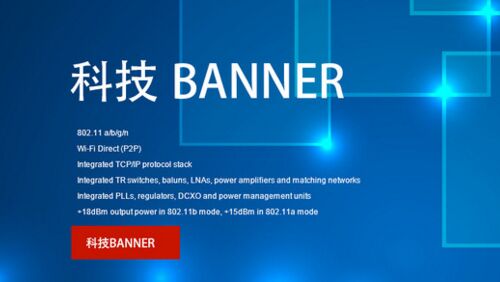 科技 BANNER
802.11 a/b/g/n
Wi-Fi Direct (P2P)
Integrated TCP/IP protocol stack
Integrated TR switches, baluns, LNAs, power amplifiers and matching networks
Integrated PLLs, regulators, DCXO and power management units
+18dBm output power in 802.11b mode, +15dBm in 802.11a mode
科技BANNER